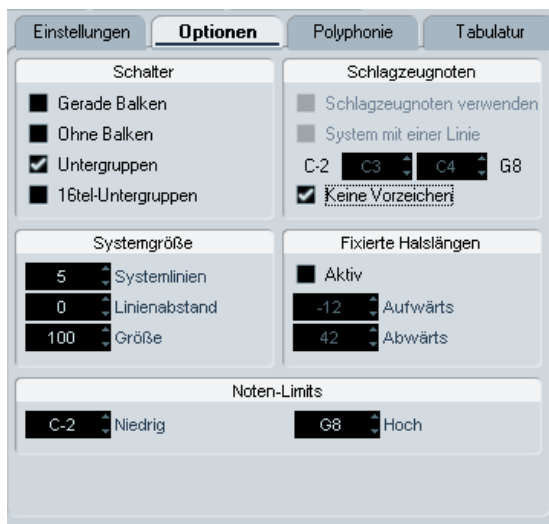 Einstellungen Optionen Polyphonie Tabulatur
Schalter
Gerade Balken
Ohne Balken
Untergruppen
16tel-Untergruppen
Schlagzeugnoten
Schlagzeugnoten verwenden
System mit einer Linie
C-2 C3 C4 G8
Keine Vorzeichen
Systemgröße
5 Systemlinien
0 Linienabstand
100 Größe
Fixierte Halslängen
Aktiv
-12 Aufwärts
42 Abwärts
Noten-Limits
C-2 Niedrig G8 Hoch